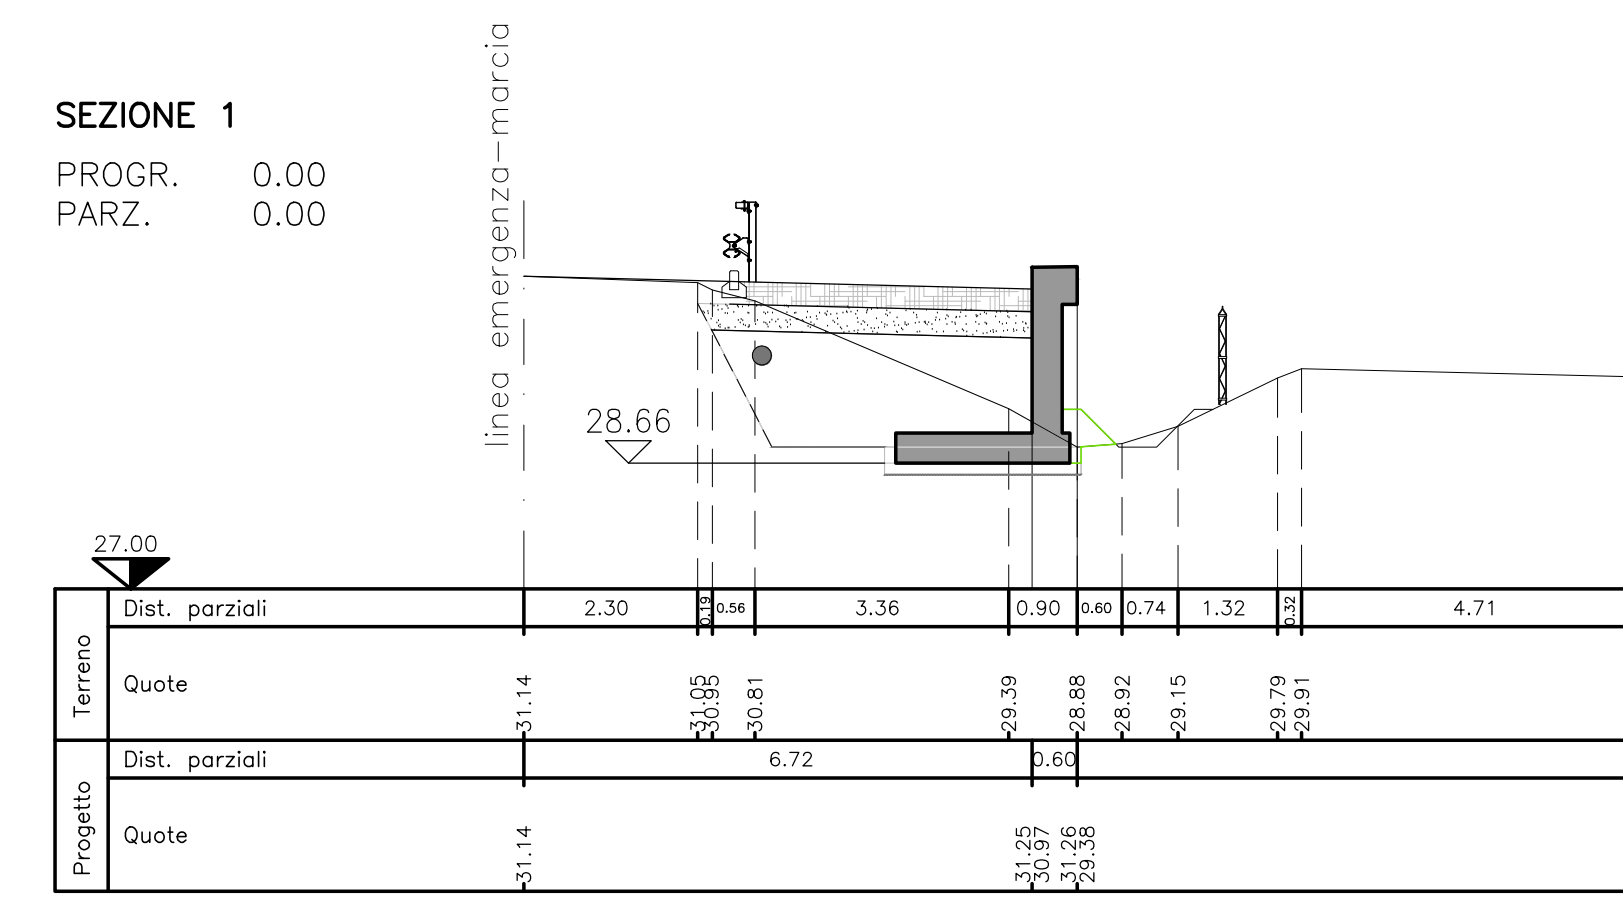 linea emergenza-marcia
SEZIONE 1
PROGR. 0.00
PARZ. 0.00
28.66
27.00
Terreno
Dist. parziali 2.30 0.19 0.56 3.36 0.90 0.60 0.74 1.32 0.32 4.71
Quote 31.14 31.05 30.95 30.81 29.39 28.88 28.92 29.15 29.79 29.91
Progetto
Dist. parziali 6.72 0.60
Quote 31.14 31.25 30.97 31.26 29.38